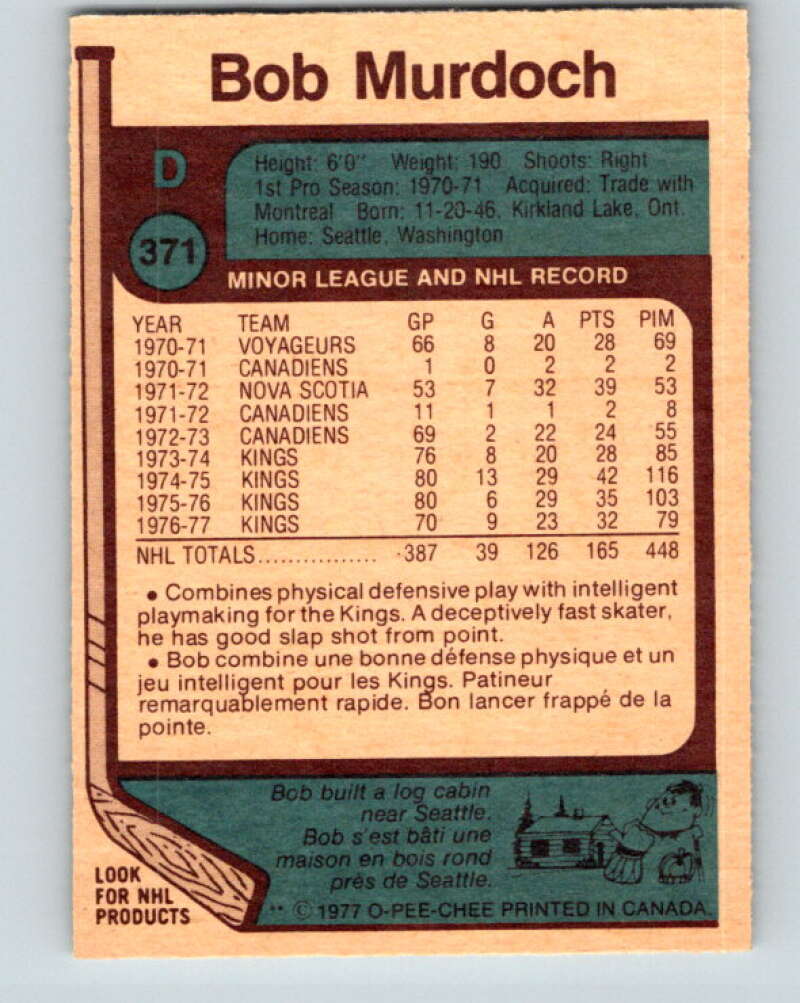 Bob Murdoch
D
Height: 6'0" Weight: 190 Shoots: Right
1st Pro Season: 1970-71 Acquired: Trade with
Montreal Born: 11-20-46, Kirkland Lake, Ont.
Home: Seattle, Washington
371
MINOR LEAGUE AND NHL RECORD
YEAR TEAM GP G A PTS PIM
1970-71 VOYAGEURS 66 8 20 28 69
1970-71 CANADIENS 1 0 2 2 2
1971-72 NOVA SCOTIA 53 7 32 39 53
1971-72 CANADIENS 11 1 1 2 8
1972-73 CANADIENS 69 2 22 24 55
1973-74 KINGS 76 8 20 28 85
1974-75 KINGS 80 13 29 42 116
1975-76 KINGS 80 6 29 35 103
1976-77 KINGS 70 9 23 32 79
NHL TOTALS................ 387 39 126 165 448
• Combines physical defensive play with intelligent
playmaking for the Kings. A deceptively fast skater,
he has good slap shot from point.
• Bob combine une bonne défense physique et un
jeu intelligent pour les Kings. Patineur
remarquablement rapide. Bon lancer frappé de la
pointe.
Bob built a log cabin
near Seattle.
Bob s'est bâti une
maison en bois rond
près de Seattle.
LOOK
FOR NHL
PRODUCTS
** © 1977 O-PEE-CHEE PRINTED IN CANADA